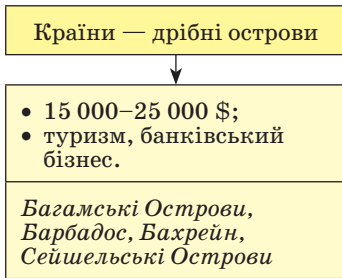 Країни — дрібні острови
• 15 000–25 000 $;
• туризм, банківський
бізнес.
Багамські Острови,
Барбадос, Бахрейн,
Сейшельські Острови